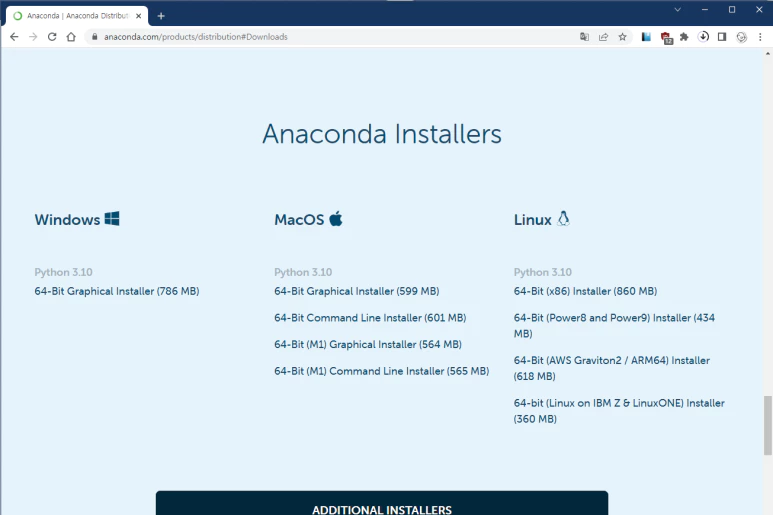 Anaconda | Anaconda Distribut
anaconda.com/products/distribution#Downloads
12
Anaconda Installers
Windows
Python 3.10
64-Bit Graphical Installer (786 MB)
MacOS
Python 3.10
64-Bit Graphical Installer (599 MB)
64-Bit Command Line Installer (601 MB)
64-Bit (M1) Graphical Installer (564 MB)
64-Bit (M1) Command Line Installer (565 MB)
Linux
Python 3.10
64-Bit (x86) Installer (860 MB)
64-Bit (Power8 and Power9) Installer (434
MB)
64-Bit (AWS Graviton2 / ARM64) Installer
(618 MB)
64-bit (Linux on IBM Z & LinuxONE) Installer
(360 MB)
ADDITIONAL INSTALLERS